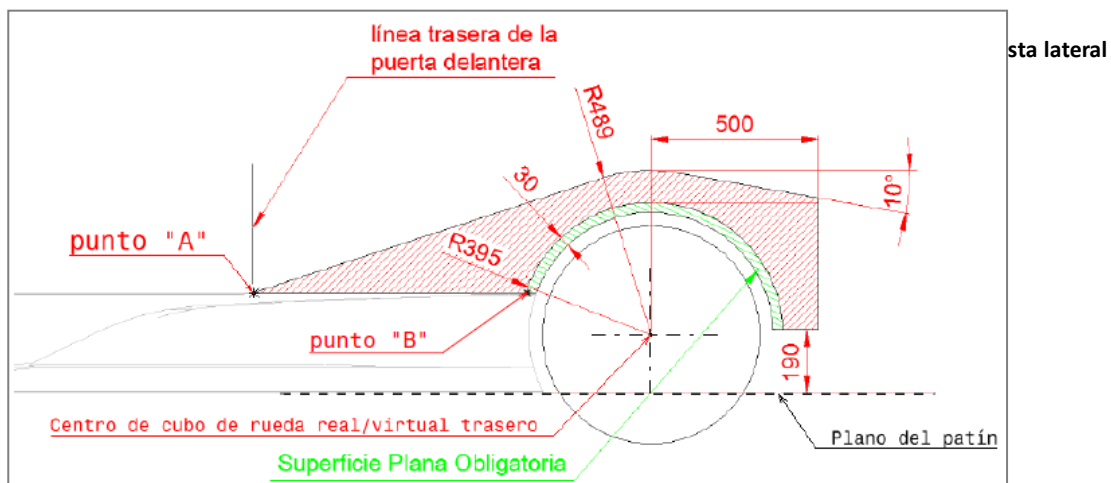 línea trasera de la
puerta delantera
sta lateral
R489
500
30
10°
punto "A"
R395
punto "B"
190
Centro de cubo de rueda real/virtual trasero
Plano del patín
Superficie Plana Obligatoria